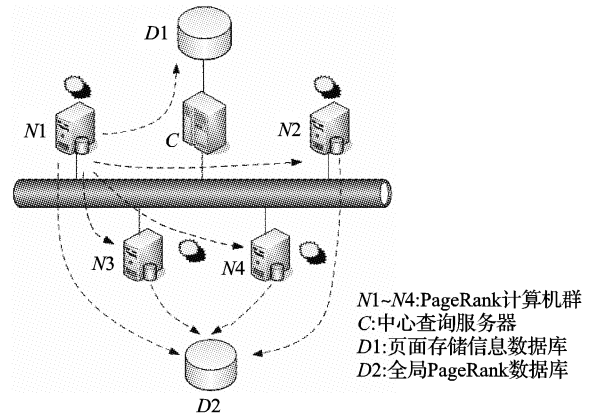 D1
N1
C
N2
N3
N4
D2
N1~N4:PageRank计算机群
C:中心查询服务器
D1:页面存储信息数据库
D2:全局PageRank数据库